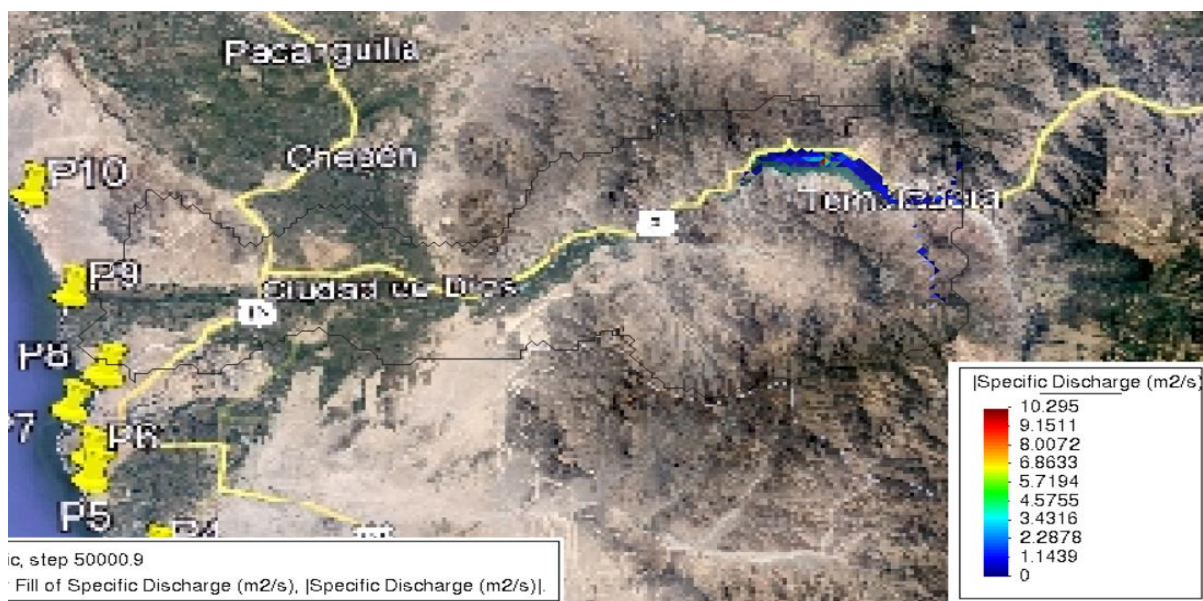 Pacanguilla
Chepén
P10
Ciudad de Dios
P9
P8
P6
P5
|Specific Discharge (m2/s)
10.295
9.1511
8.0072
6.8633
5.7194
4.5755
3.4316
2.2878
1.1439
0
ic, step 50000.9
Fill of Specific Discharge (m2/s), |Specific Discharge (m2/s)|.